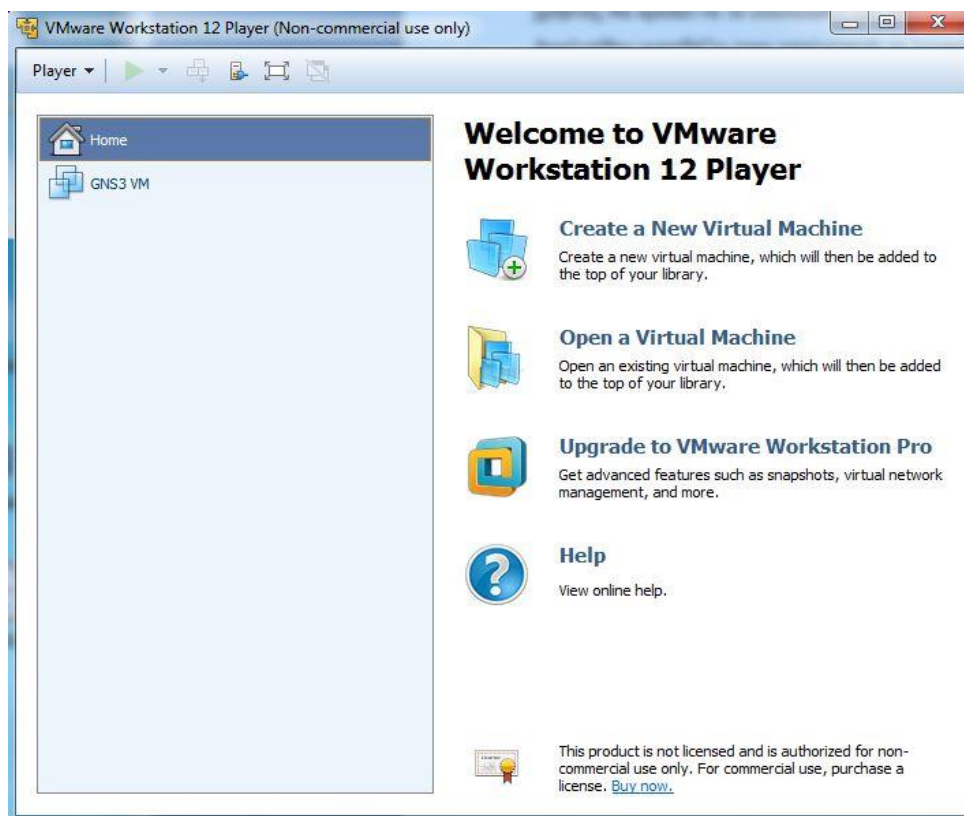 VMware Workstation 12 Player (Non-commercial use only)
Player
Home
GNS3 VM
Welcome to VMware
Workstation 12 Player
Create a New Virtual Machine
Create a new virtual machine, which will then be added to
the top of your library.
Open a Virtual Machine
Open an existing virtual machine, which will then be added
to the top of your library.
Upgrade to VMware Workstation Pro
Get advanced features such as snapshots, virtual network
management, and more.
Help
View online help.
This product is not licensed and is authorized for non-
commercial use only. For commercial use, purchase a
license. Buy now.